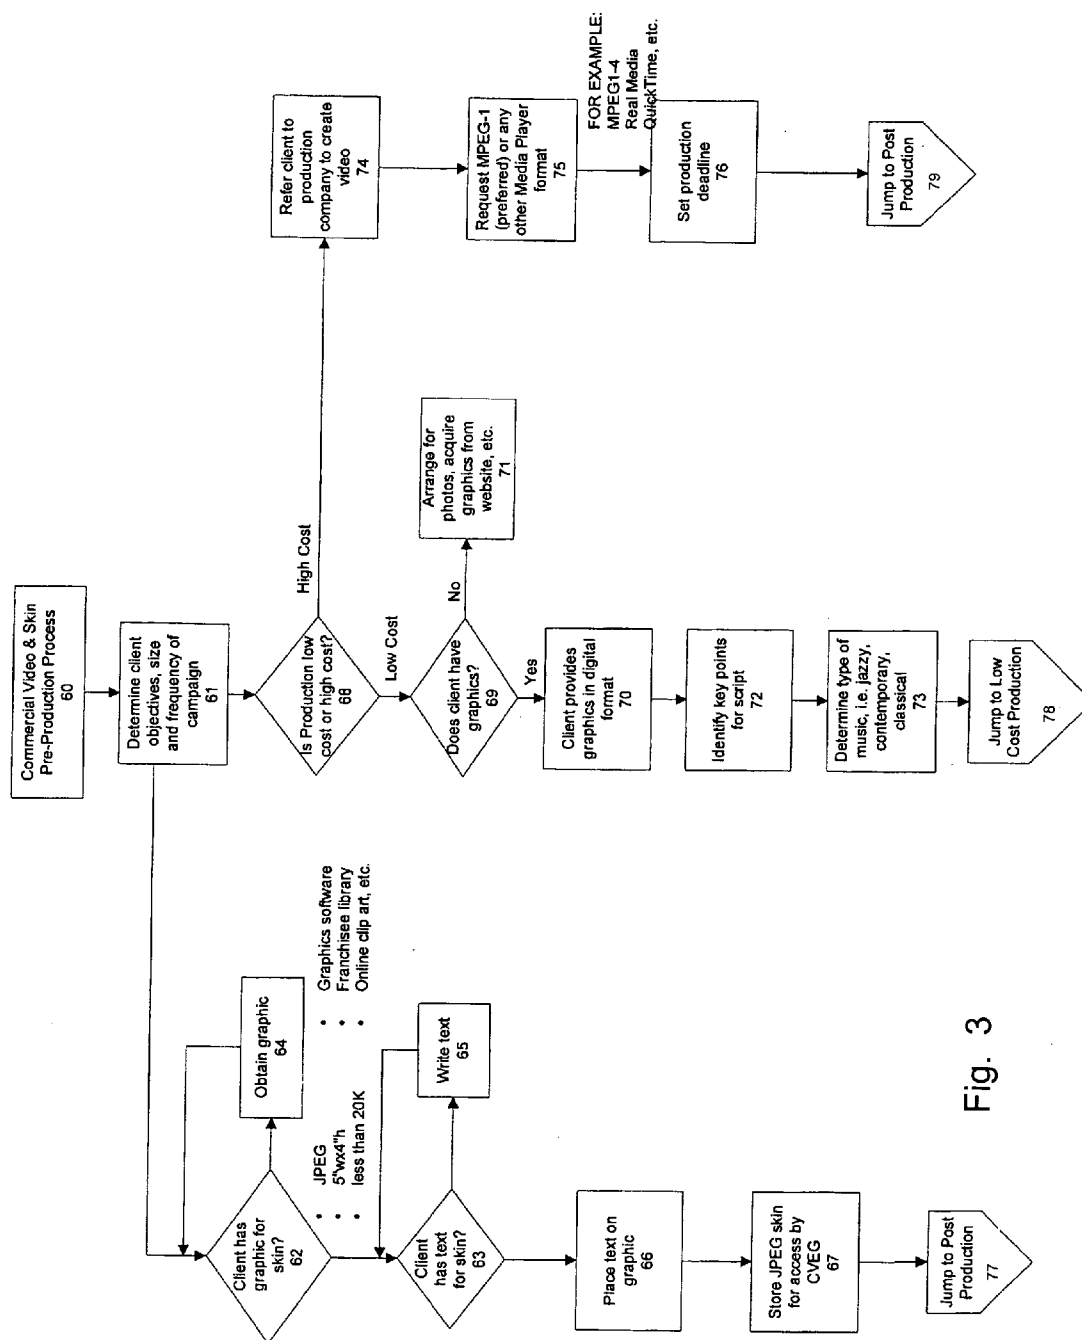 Commercial Video & Skin
Pre-Production Process
60
Determine client
objectives, size
and frequency of
campaign
61
Client has
graphic for
skin?
62
Obtain graphic
64
JPEG
5"wx4"h
less than 20K
Graphics software
Franchisee library
Online clip art, etc.
Client
has text
for skin?
63
Write text
65
Place text on
graphic
66
Store JPEG skin
for access by
CVEG
67
Jump to Post
Production
77
Is Production low
cost or high cost?
68
High Cost
Low Cost
Does client have
graphics?
69
No
Yes
Arrange for
photos, acquire
graphics from
website, etc.
71
Client provides
graphics in digital
format
70
Identify key points
for script
72
Determine type of
music, i.e. jazzy,
contemporary,
classical
73
Jump to Low
Cost Production
78
Refer client to
production
company to create
video
74
Request MPEG-1
(preferred) or any
other Media Player
format
75
FOR EXAMPLE:
MPEG1-4
Real Media
QuickTime, etc.
Set production
deadline
76
Jump to Post
Production
79
Fig. 3